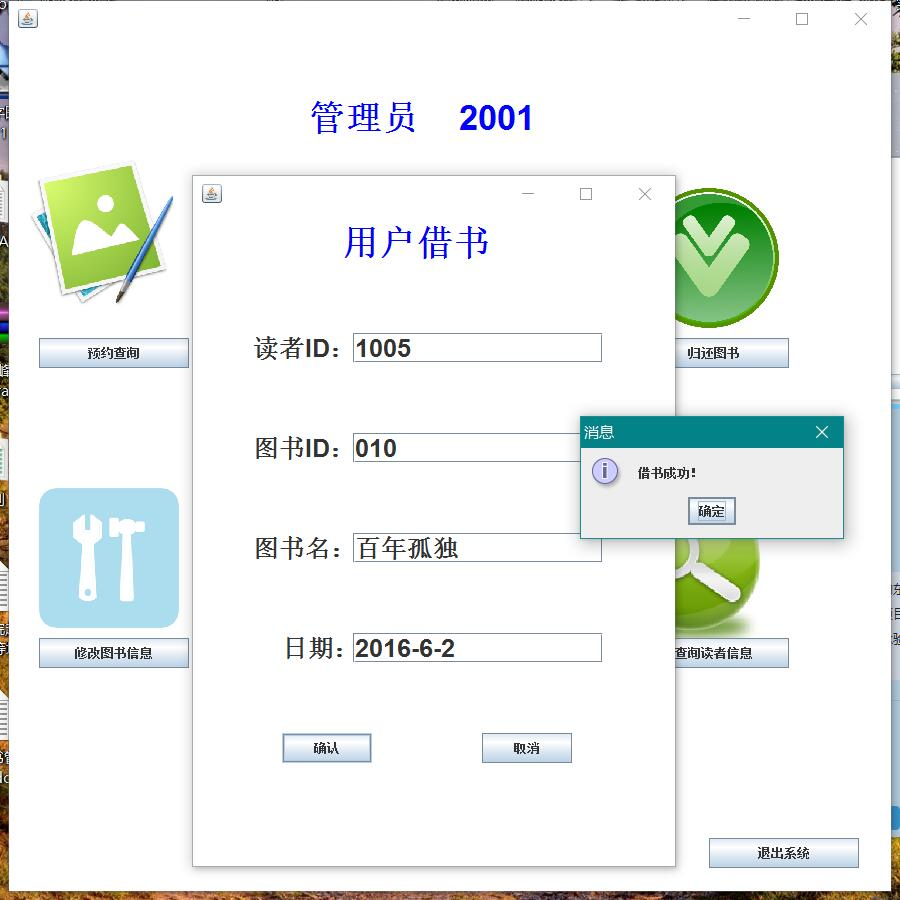 管理员 2001
用户借书
读者ID： 1005
预约查询
归还图书
消息
图书ID： 010
借书成功!
确定
图书名： 百年孤独
日期： 2016-6-2
修改图书信息
查询读者信息
确认
取消
退出系统